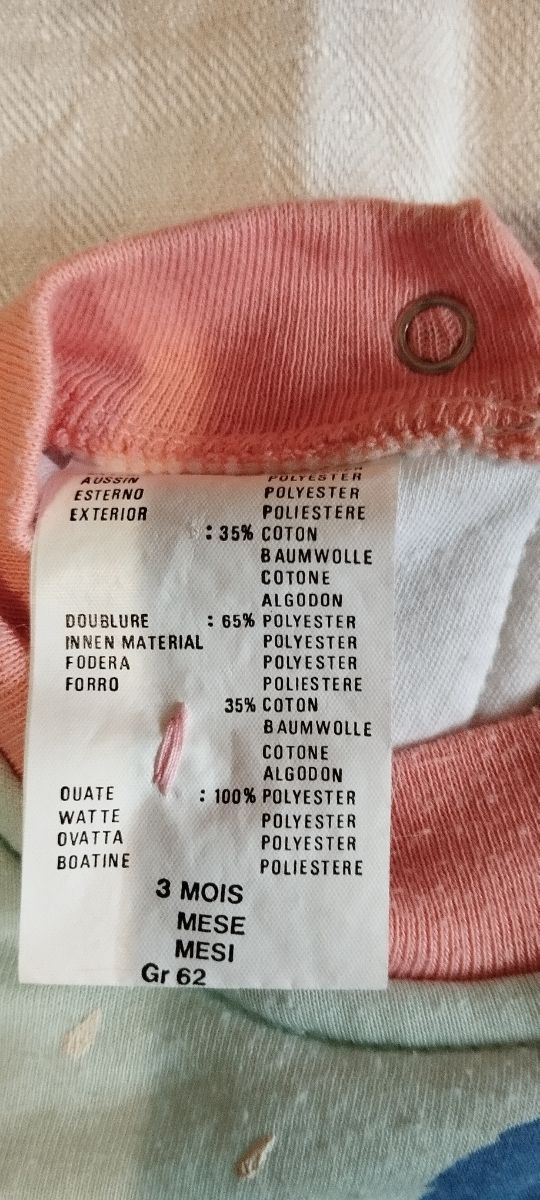 AUSSIN POLYESTER
ESTERNO POLYESTER
EXTERIOR POLIESTERE
: 35% COTON
BAUMWOLLE
COTONE
ALGODON
DOUBLURE : 65% POLYESTER
INNEN MATERIAL POLYESTER
FODERA POLYESTER
FORRO POLIESTERE
35% COTON
BAUMWOLLE
COTONE
ALGODON
OUATE : 100% POLYESTER
WATTE POLYESTER
OVATTA POLYESTER
BOATINE POLIESTERE
3 MOIS
MESE
MESI
Gr 62